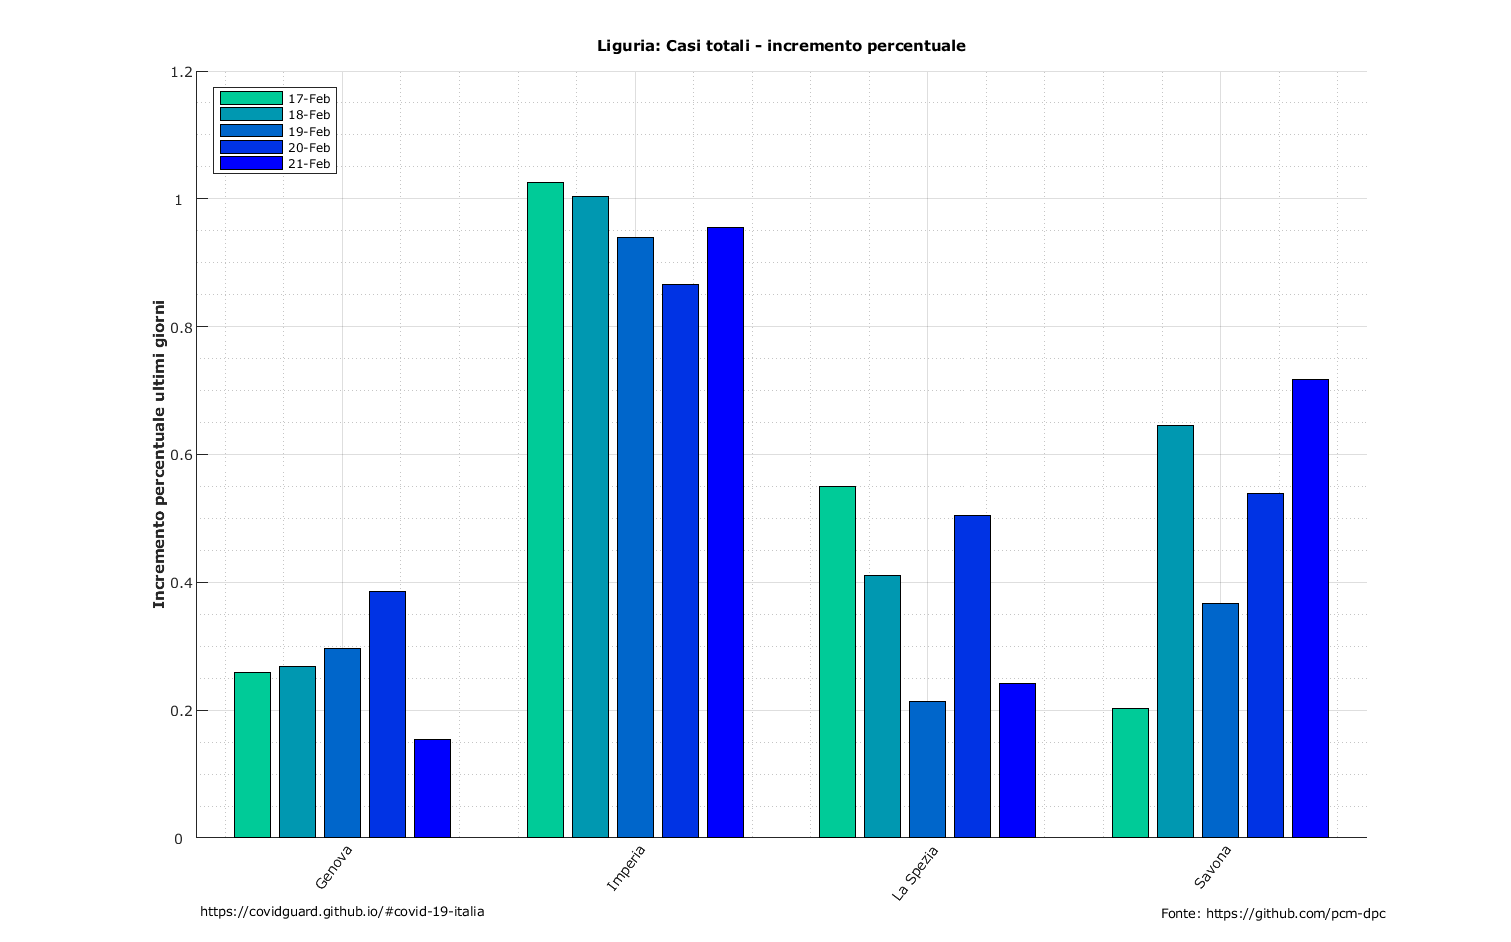 Liguria: Casi totali - incremento percentuale
1.2
1
0.8
0.6
0.4
0.2
0
Incremento percentuale ultimi giorni
17-Feb
18-Feb
19-Feb
20-Feb
21-Feb
Genova
Imperia
La Spezia
Savona
https://covidguard.github.io/#covid-19-italia
Fonte: https://github.com/pcm-dpc